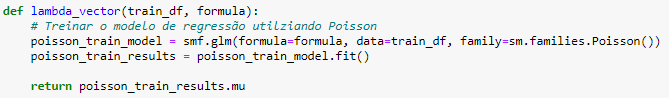 def lambda_vector(train_df, formula):
# Treinar o modelo de regressão utilziando Poisson
poisson_train_model = smf.glm(formula=formula, data=train_df, family=sm.families.Poisson())
poisson_train_results = poisson_train_model.fit()
return poisson_train_results.mu